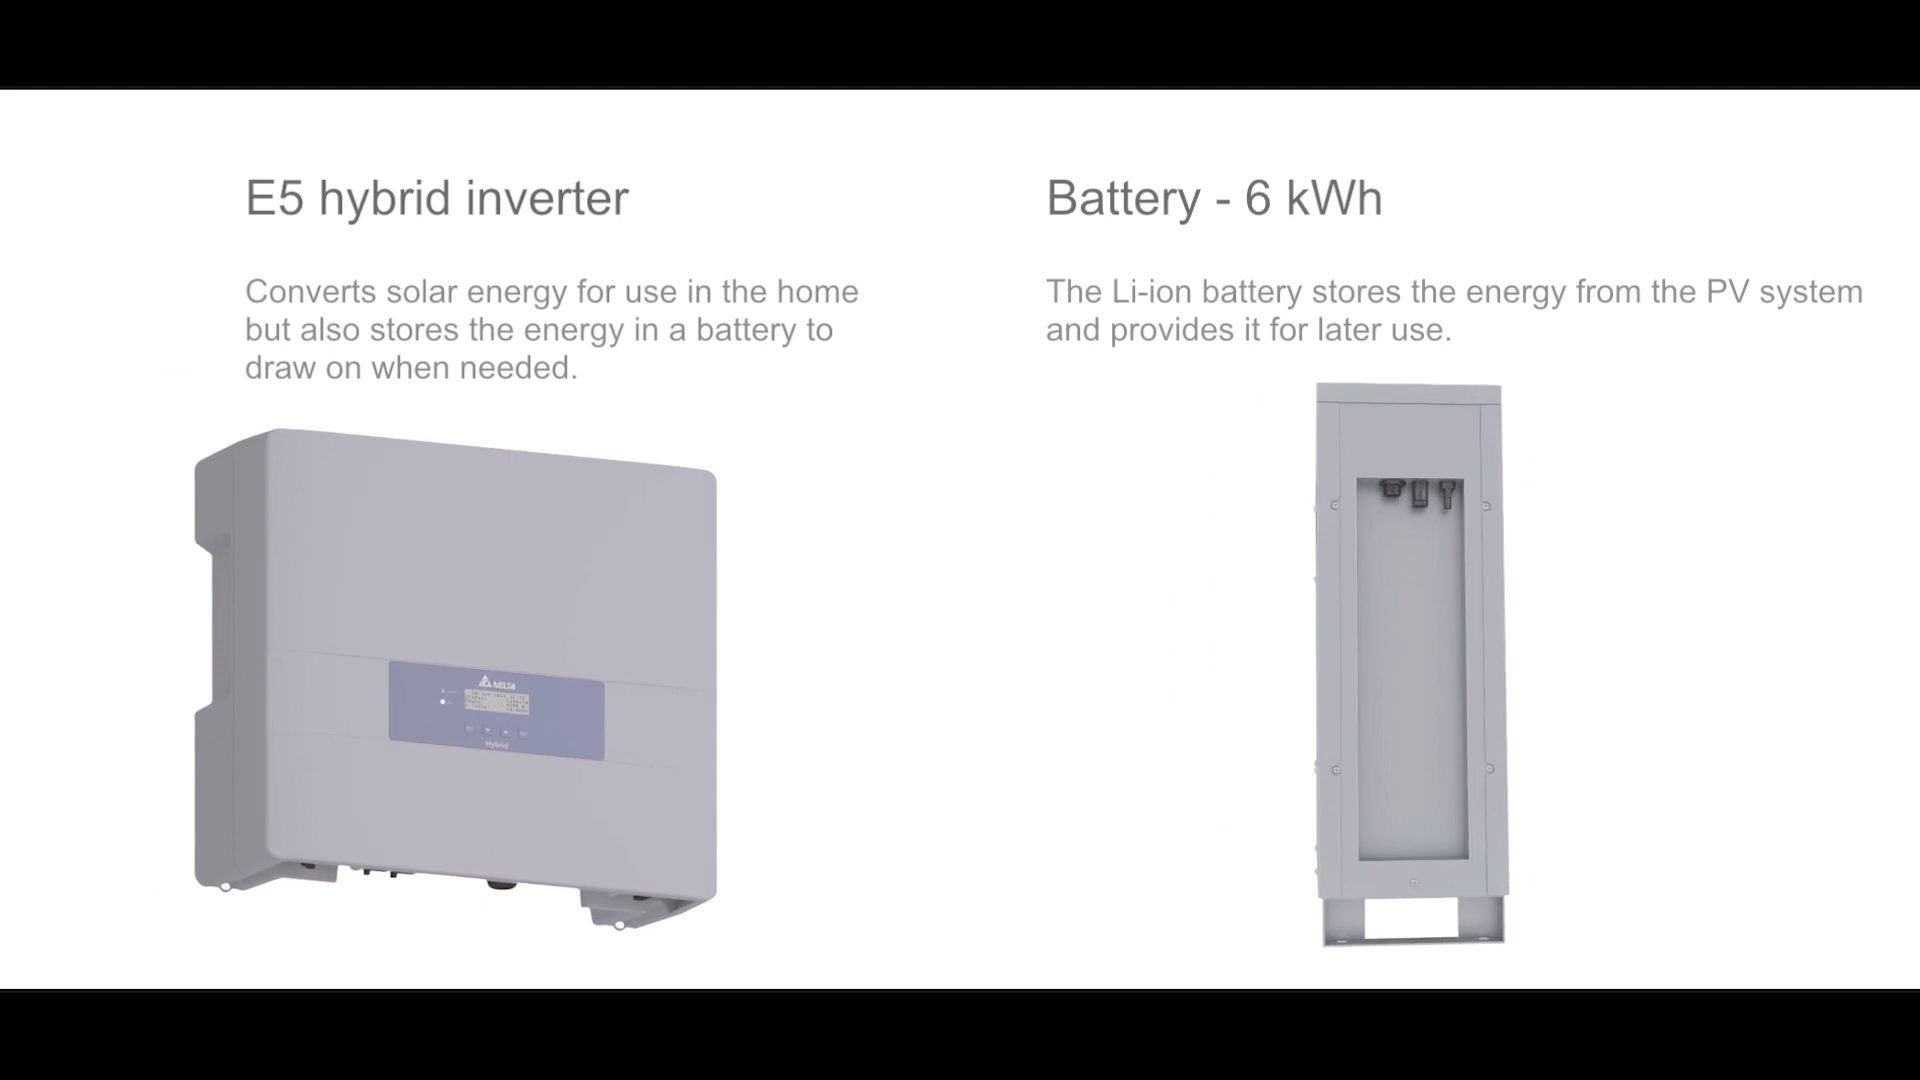 E5 hybrid inverter
Converts solar energy for use in the home
but also stores the energy in a battery to
draw on when needed.
Battery - 6 kWh
The Li-ion battery stores the energy from the PV system
and provides it for later use.
DELTA
Hybrid